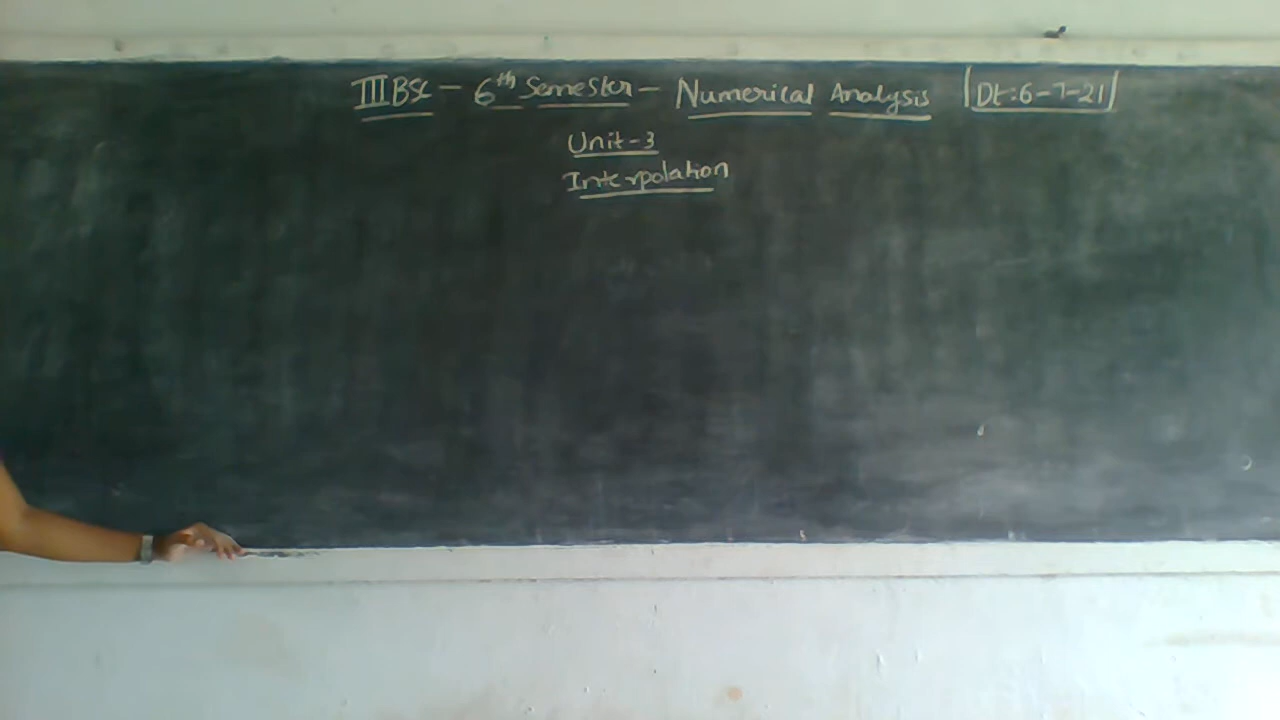 III BSc - 6th Semester - Numerical Analysis |Dt:6-7-21|
Unit-3
Interpolation